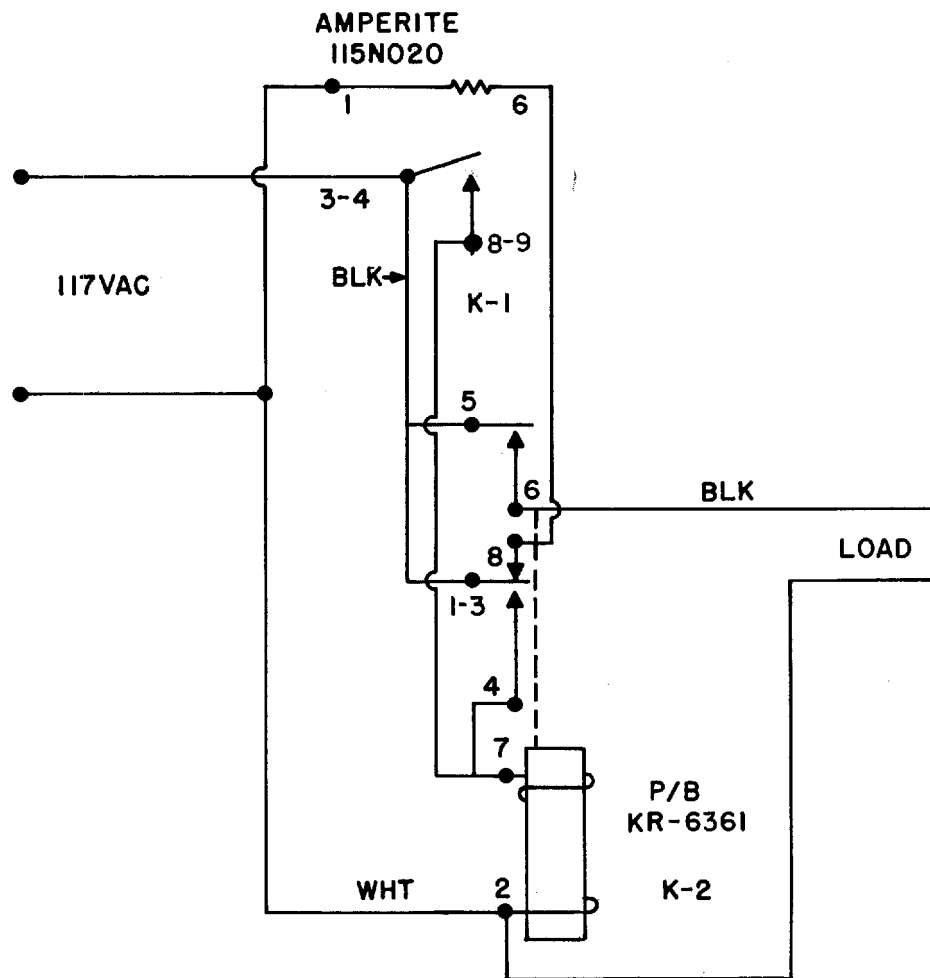 AMPERITE
115NO20
1
6
3-4
8-9
BLK
K-1
117VAC
5
6
BLK
8
LOAD
1-3
4
7
P/B
KR-6361
WHT
2
K-2